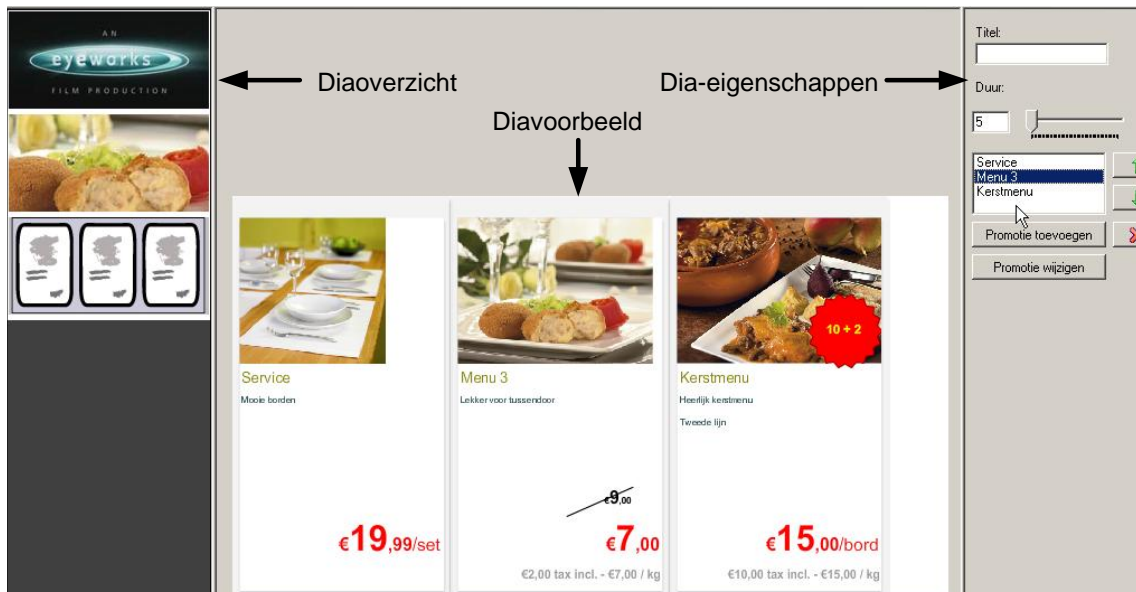 AN
eyeworks
FILM PRODUCTION
Diaoverzicht
Diavoorbeeld
Dia-eigenschappen
Service
Mooie borden
€19,99/set
Menu 3
Lekker voor tussendoor
€9,00
€7,00
€2,00 tax incl. - €7,00 / kg
10 + 2
Kerstmenu
Heerlijk kerstmenu
Tweede lijn
€15,00/bord
€10,00 tax incl. - €15,00 / kg
Titel:
Duur:
5
Service
Menu 3
Kerstmenu
Promotie toevoegen
Promotie wijzigen